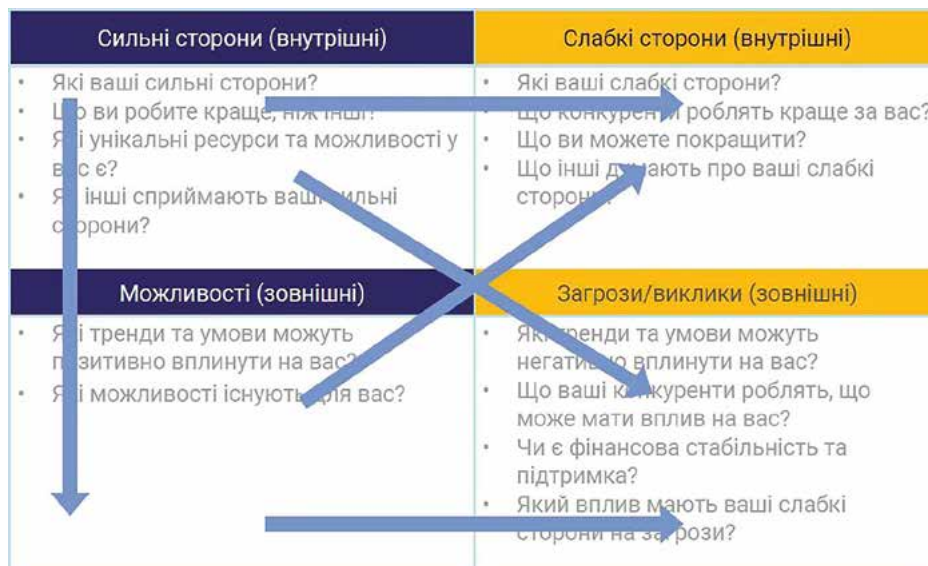 Сильні сторони (внутрішні)
• Які ваші сильні сторони?
• Що ви робите краще, ніж інші?
• Які унікальні ресурси та можливості у
вас є?
• Як інші сприймають ваші сильні
сторони?
Слабкі сторони (внутрішні)
• Які ваші слабкі сторони?
• Що конкуренти роблять краще за вас?
• Що ви можете покращити?
• Що інші думають про ваші слабкі
сторони?
Можливості (зовнішні)
• Які тренди та умови можуть
позитивно вплинути на вас?
• Які можливості існують для вас?
Загрози/виклики (зовнішні)
• Які тренди та умови можуть
негативно вплинути на вас?
• Що ваші конкуренти роблять, що
може мати вплив на вас?
• Чи є фінансова стабільність та
підтримка?
• Який вплив мають ваші слабкі
сторони на загрози?